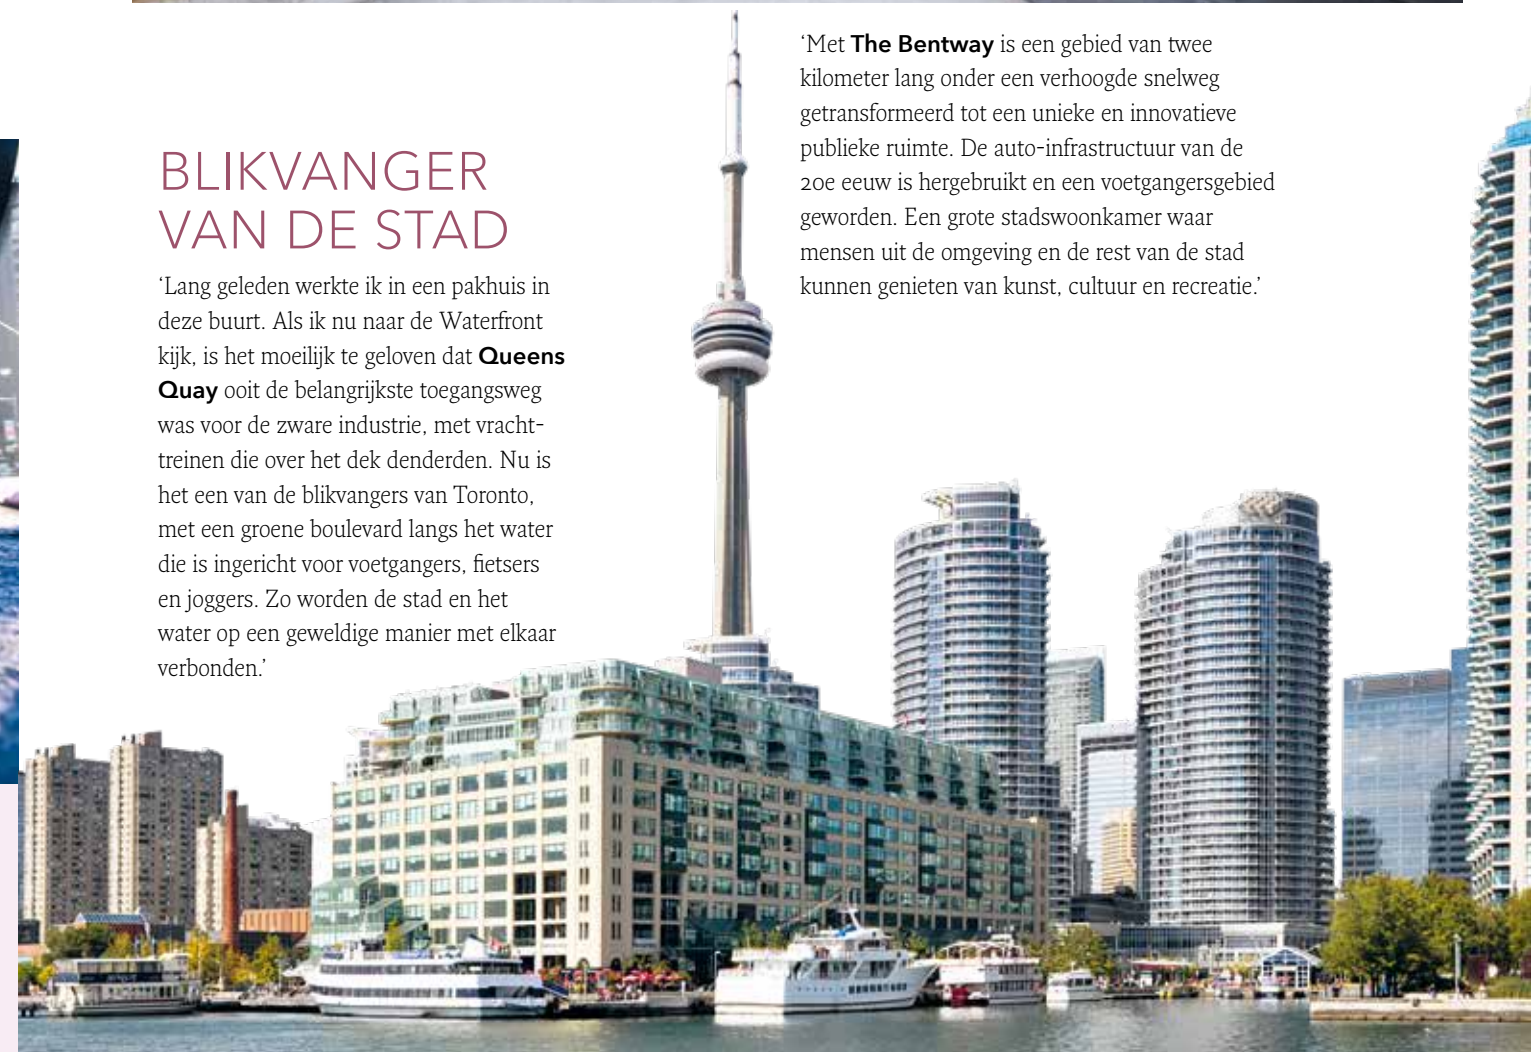 BLIKVANGER
VAN DE STAD
‘Lang geleden werkte ik in een pakhuis in
deze buurt. Als ik nu naar de Waterfront
kijk, is het moeilijk te geloven dat Queens
Quay ooit de belangrijkste toegangsweg
was voor de zware industrie, met vracht-
treinen die over het dek denderden. Nu is
het een van de blikvangers van Toronto,
met een groene boulevard langs het water
die is ingericht voor voetgangers, fietsers
en joggers. Zo worden de stad en het
water op een geweldige manier met elkaar
verbonden.’
‘Met The Bentway is een gebied van twee
kilometer lang onder een verhoogde snelweg
getransformeerd tot een unieke en innovatieve
publieke ruimte. De auto-infrastructuur van de
20e eeuw is hergebruikt en een voetgangersgebied
geworden. Een grote stadswoonkamer waar
mensen uit de omgeving en de rest van de stad
kunnen genieten van kunst, cultuur en recreatie.’